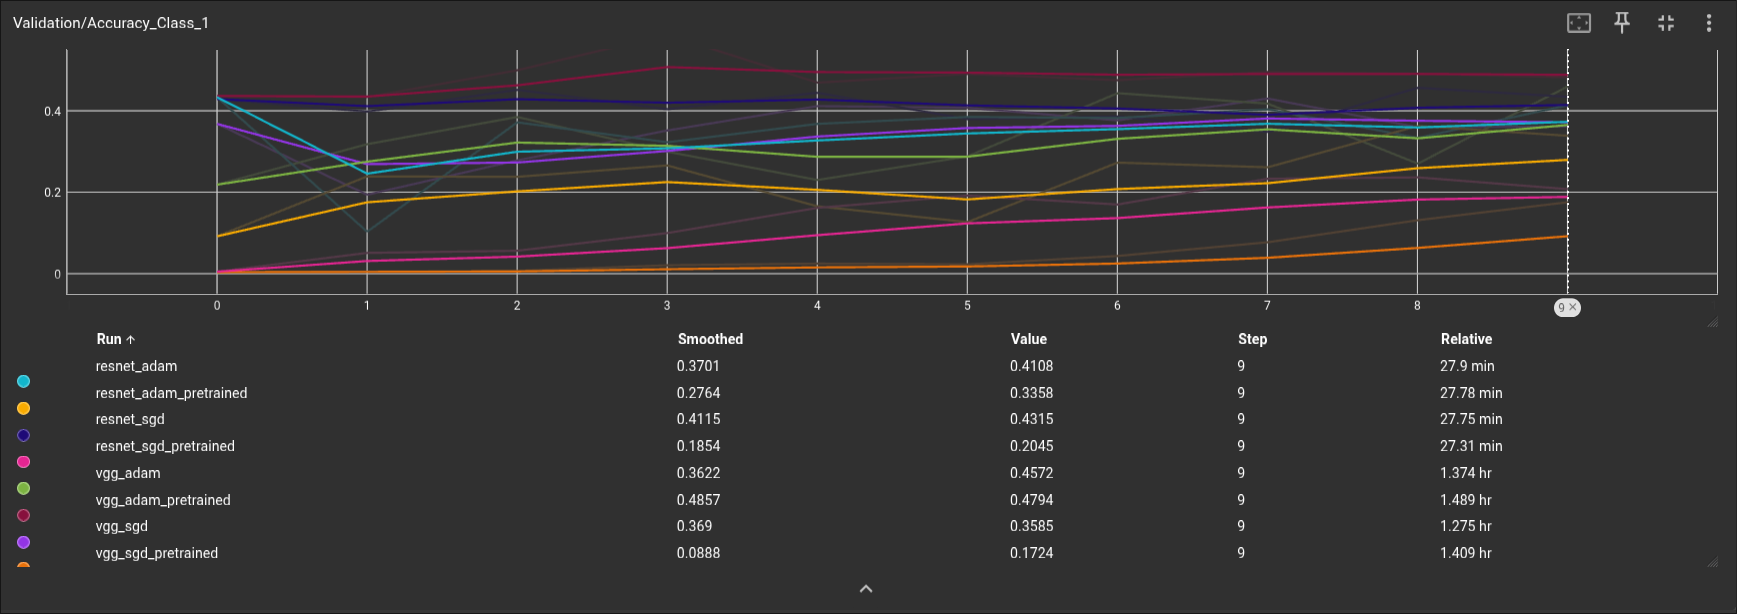 Validation/Accuracy_Class_1
0.4
0.2
0
0 1 2 3 4 5 6 7 8 9 ×
Run ↑ Smoothed Value Step Relative
resnet_adam 0.3701 0.4108 9 27.9 min
resnet_adam_pretrained 0.2764 0.3358 9 27.78 min
resnet_sgd 0.4115 0.4315 9 27.75 min
resnet_sgd_pretrained 0.1854 0.2045 9 27.31 min
vgg_adam 0.3622 0.4572 9 1.374 hr
vgg_adam_pretrained 0.4857 0.4794 9 1.489 hr
vgg_sgd 0.369 0.3585 9 1.275 hr
vgg_sgd_pretrained 0.0888 0.1724 9 1.409 hr